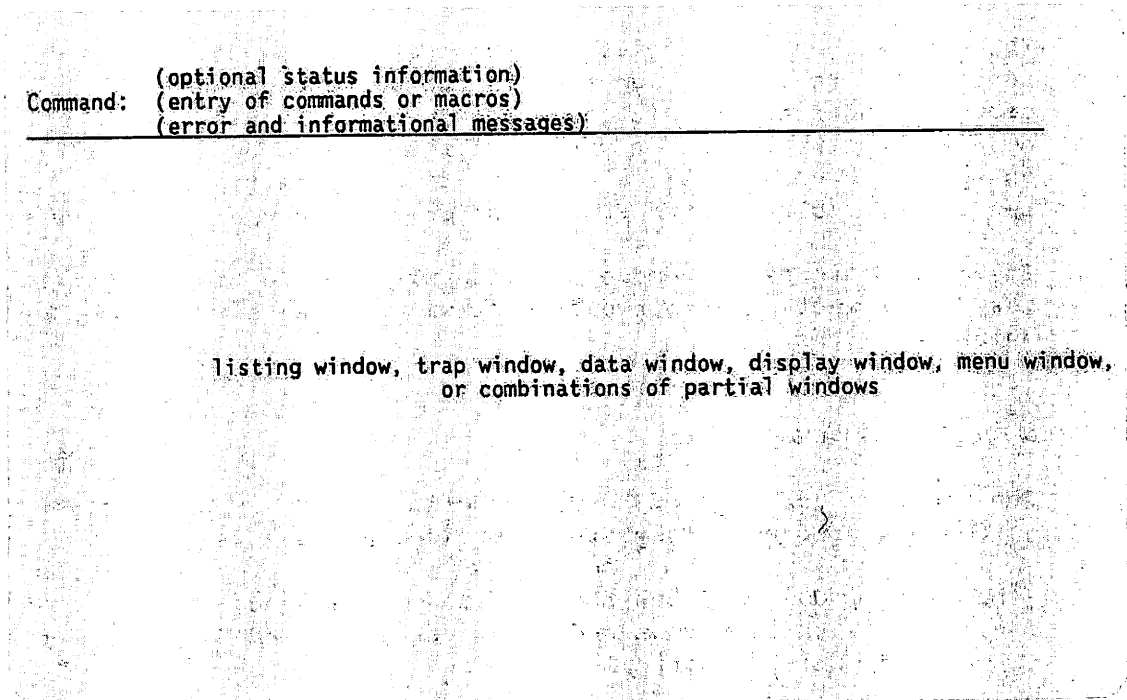 (optional status information)
Command: (entry of commands or macros)
(error and informational messages)
listing window, trap window, data window, display window, menu window,
or combinations of partial windows